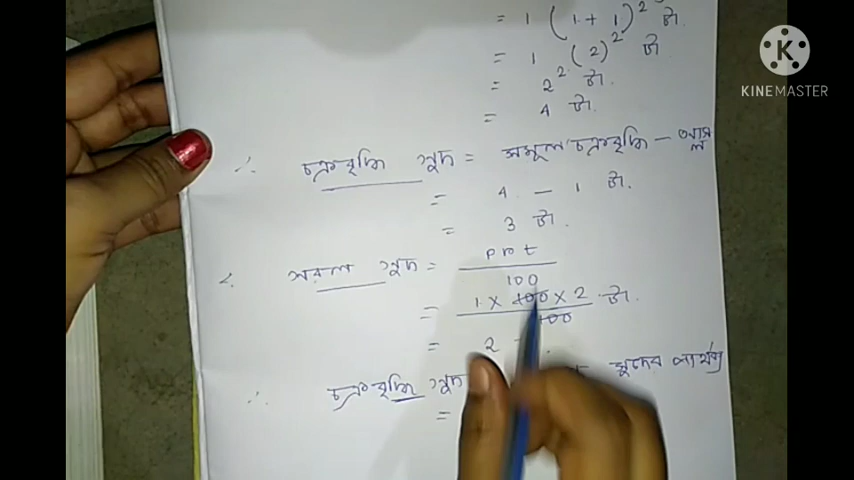 = 1 (1 + 1)² টা.
= 1 (2)² টা
= 2² টা.
= 4 টা.
∴ চক্রবৃদ্ধি সুদ = সমূল চক্রবৃদ্ধি – আসল
= 4 – 1 টা.
= 3 টা.
সরল সুদ = prt / 100
= 1 × 100 × 2 / 100 টা.
= 2
∴ চক্রবৃদ্ধি সুদ সুদের পার্থক্য
=
K
KINEMASTER